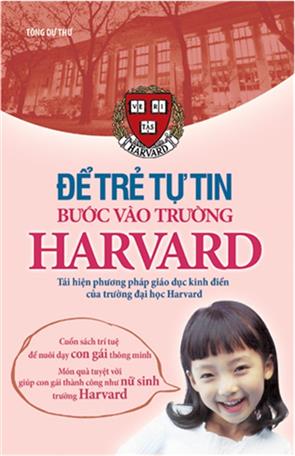 TỐNG DƯ THƯ
VE RI
TAS
HARVARD
ĐỂ TRẺ TỰ TIN
BƯỚC VÀO TRƯỜNG
HARVARD
Tái hiện phương pháp giáo dục kinh điển
của trường đại học Harvard
Cuốn sách trí tuệ
để nuôi dạy con gái thông minh
Món quà tuyệt vời
giúp con gái thành công như nữ sinh
trường Harvard